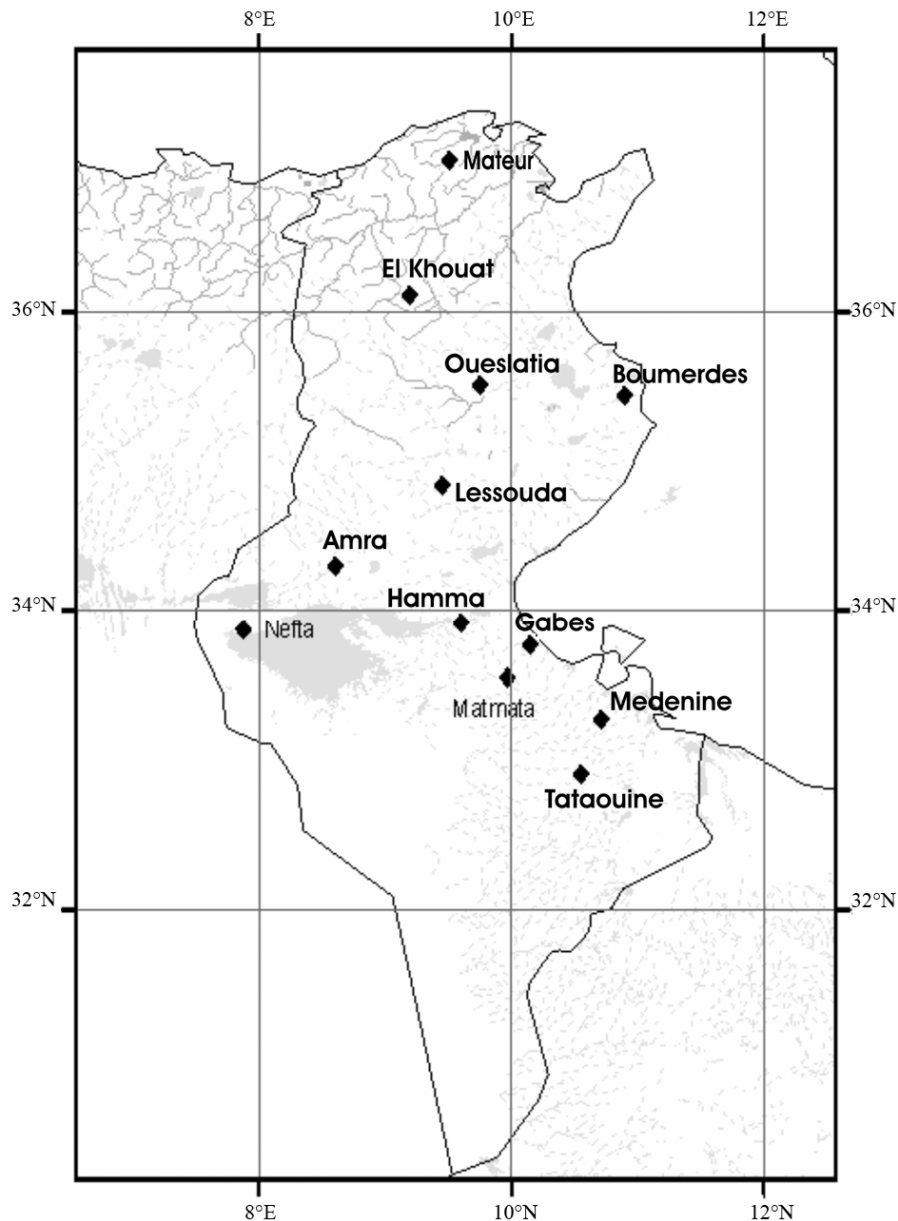 8°E 10°E 12°E
Mateur
El Khouat
36°N 36°N
Oueslatia
Boumerdes
Lessouda
Amra
Hamma
34°N 34°N
Gabes
Nefta
Matmata
Medenine
Tataouine
32°N 32°N
8°E 10°E 12°N